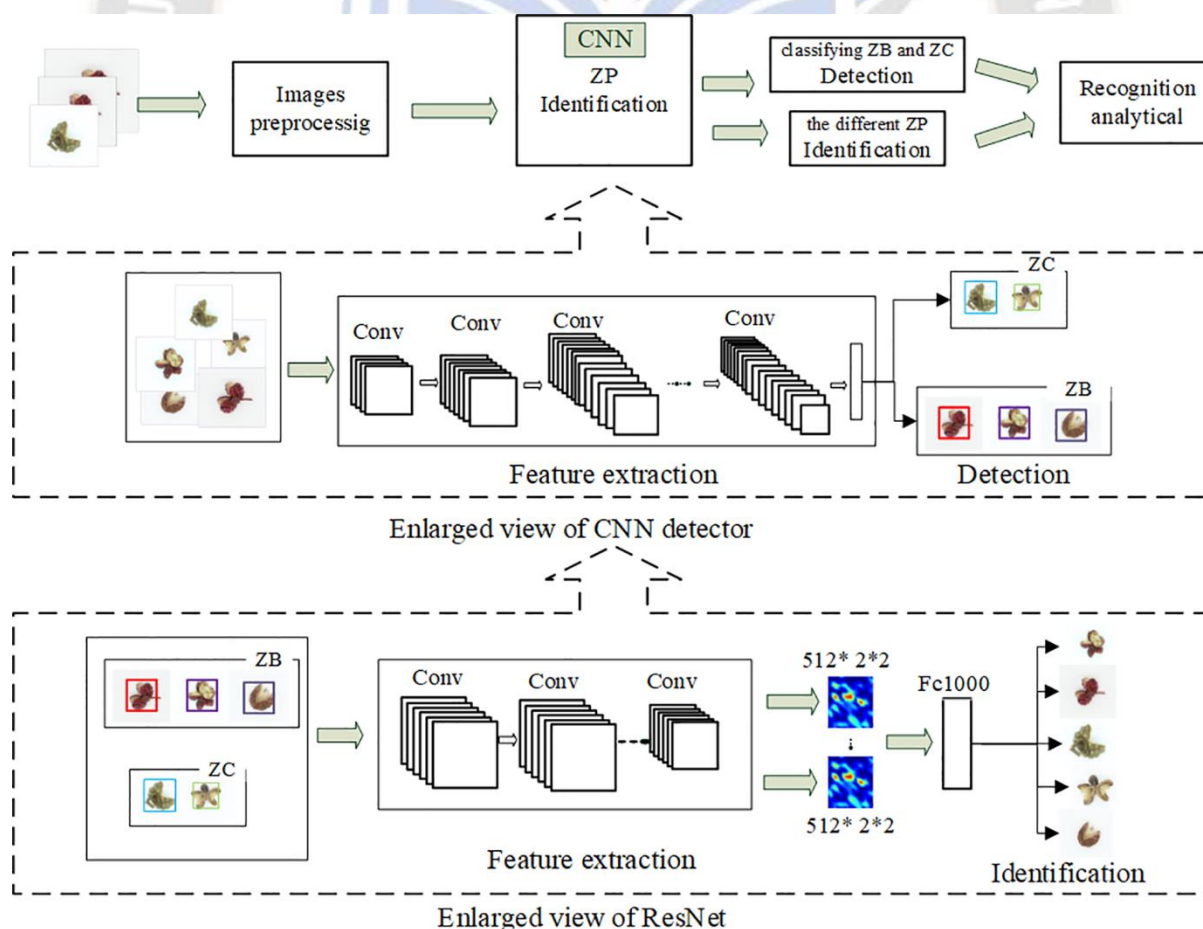 Images
preprocessig
CNN
ZP
Identification
classifying ZB and ZC
Detection
the different ZP
Identification
Recognition
analytical
Conv
Conv
Conv
Conv
ZC
ZB
Feature extraction
Detection
Enlarged view of CNN detector
ZB
ZC
Conv
Conv
Conv
Feature extraction
512* 2*2
512* 2*2
Fc1000
Identification
Enlarged view of ResNet